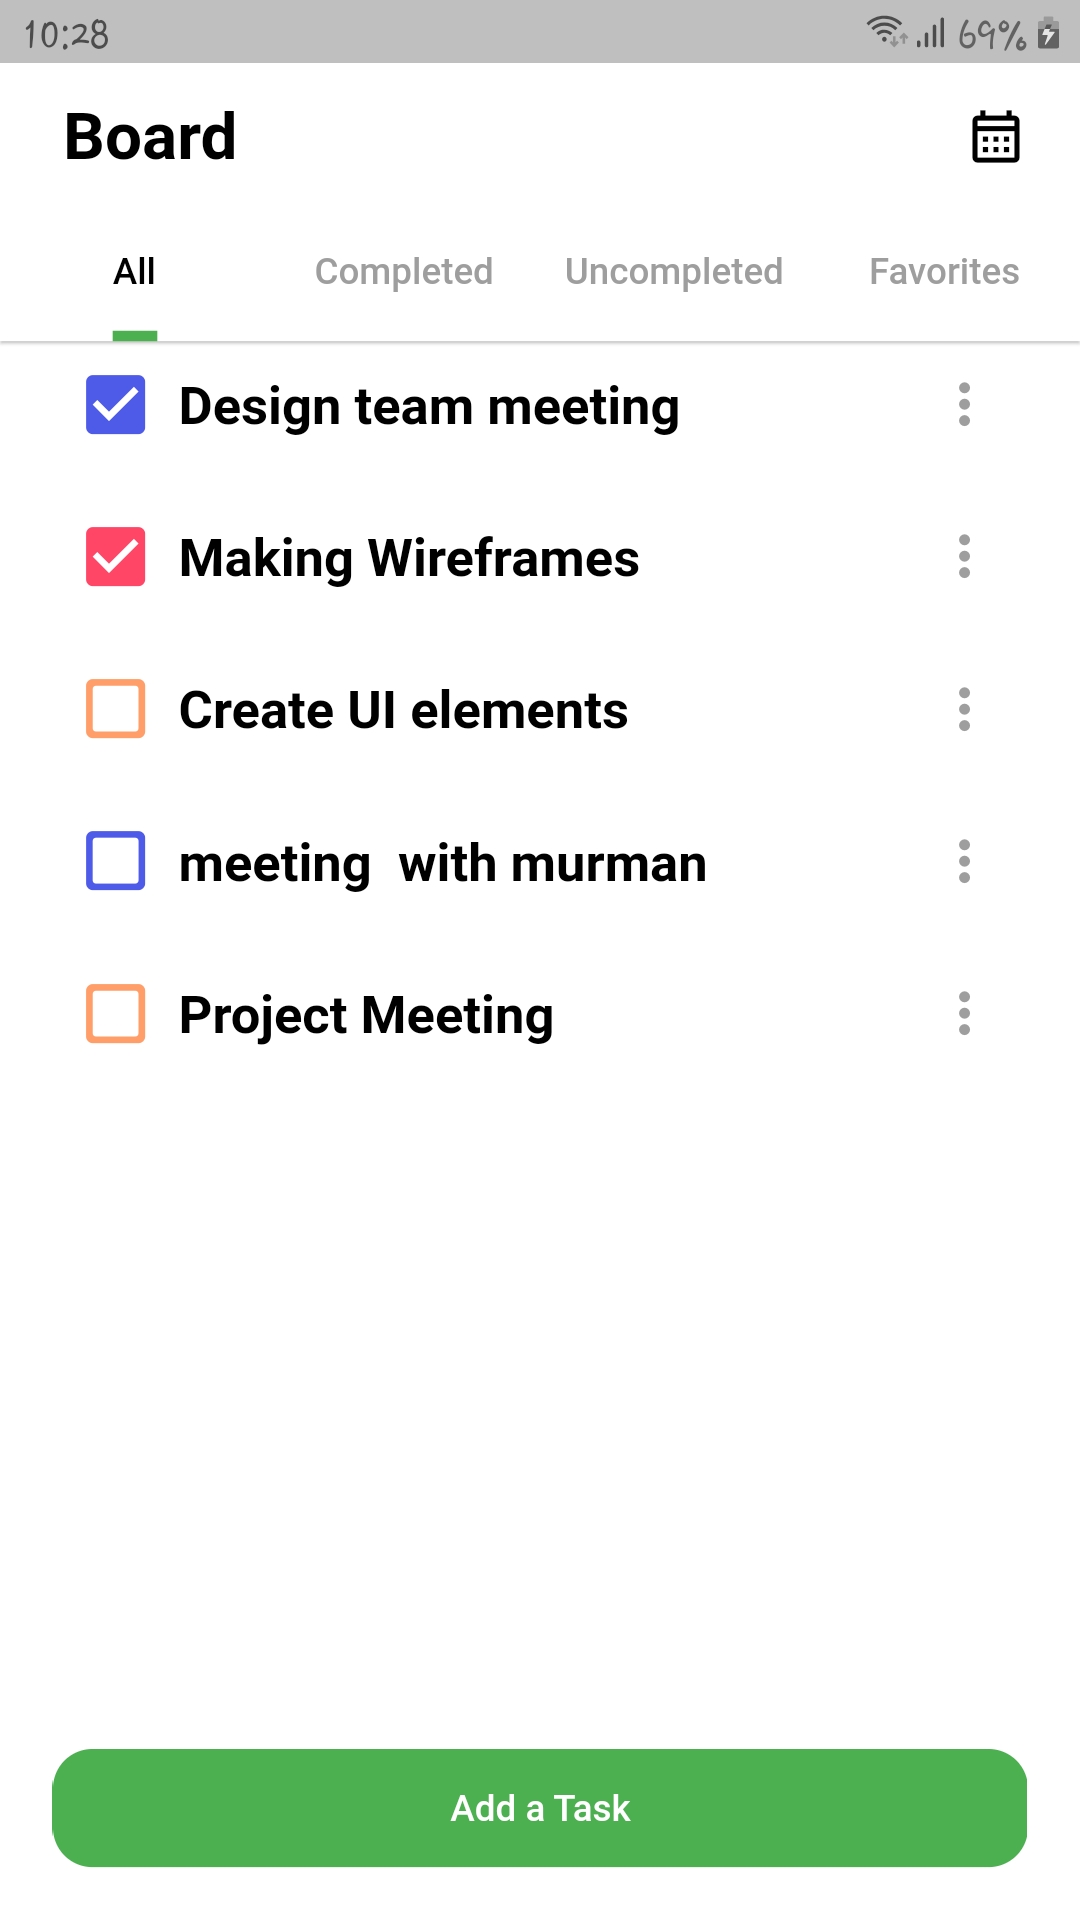 10:28 69%
Board
All Completed Uncompleted Favorites
Design team meeting
Making Wireframes
Create UI elements
meeting  with murman
Project Meeting
Add a Task